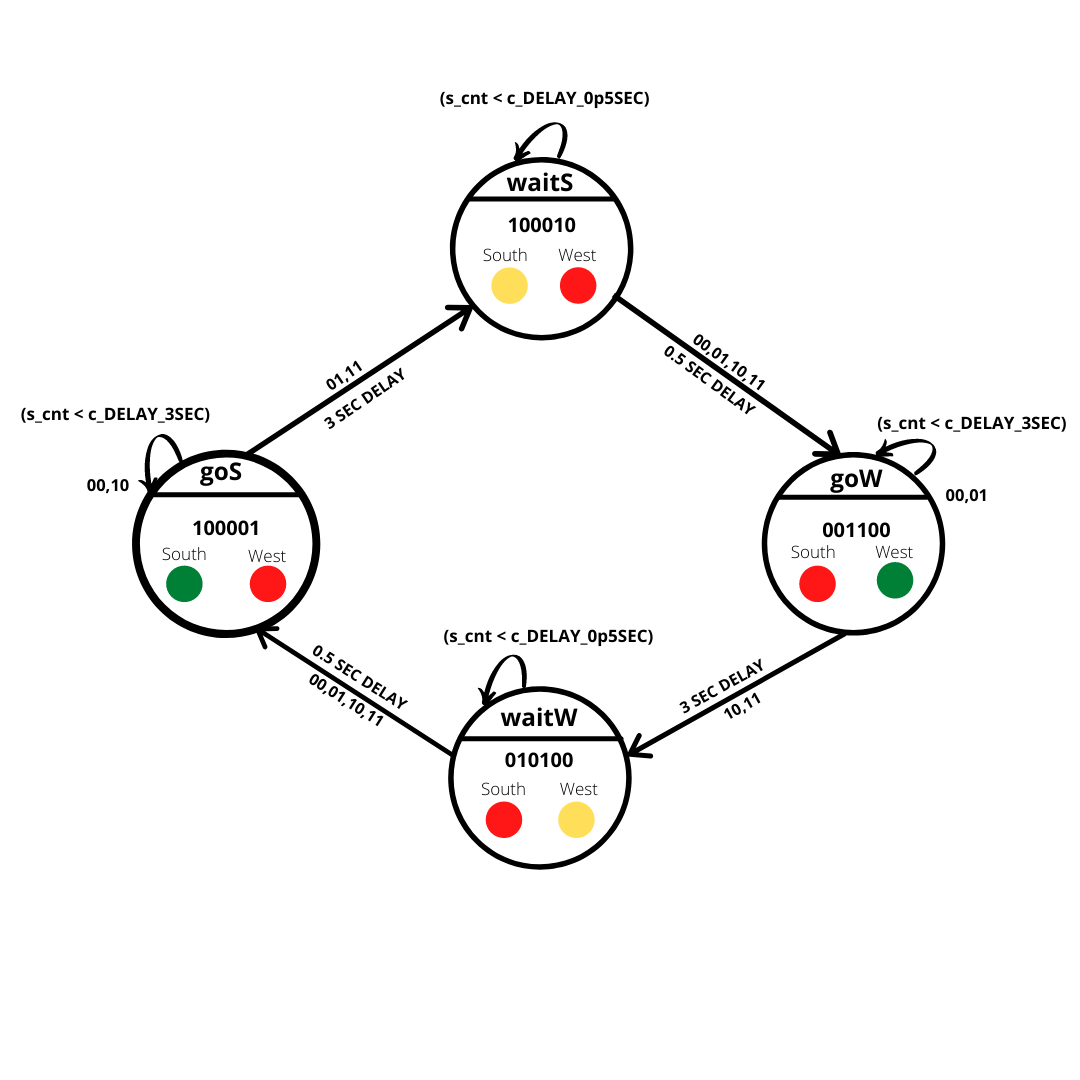 (s_cnt < c_DELAY_0p5SEC)
waitS
100010
South West
01,11
3 SEC DELAY
00,01,10,11
0.5 SEC DELAY
(s_cnt < c_DELAY_3SEC)
00,10
goS
100001
South West
(s_cnt < c_DELAY_3SEC)
goW
00,01
001100
South West
(s_cnt < c_DELAY_0p5SEC)
0.5 SEC DELAY
00,01,10,11
3 SEC DELAY
10,11
waitW
010100
South West